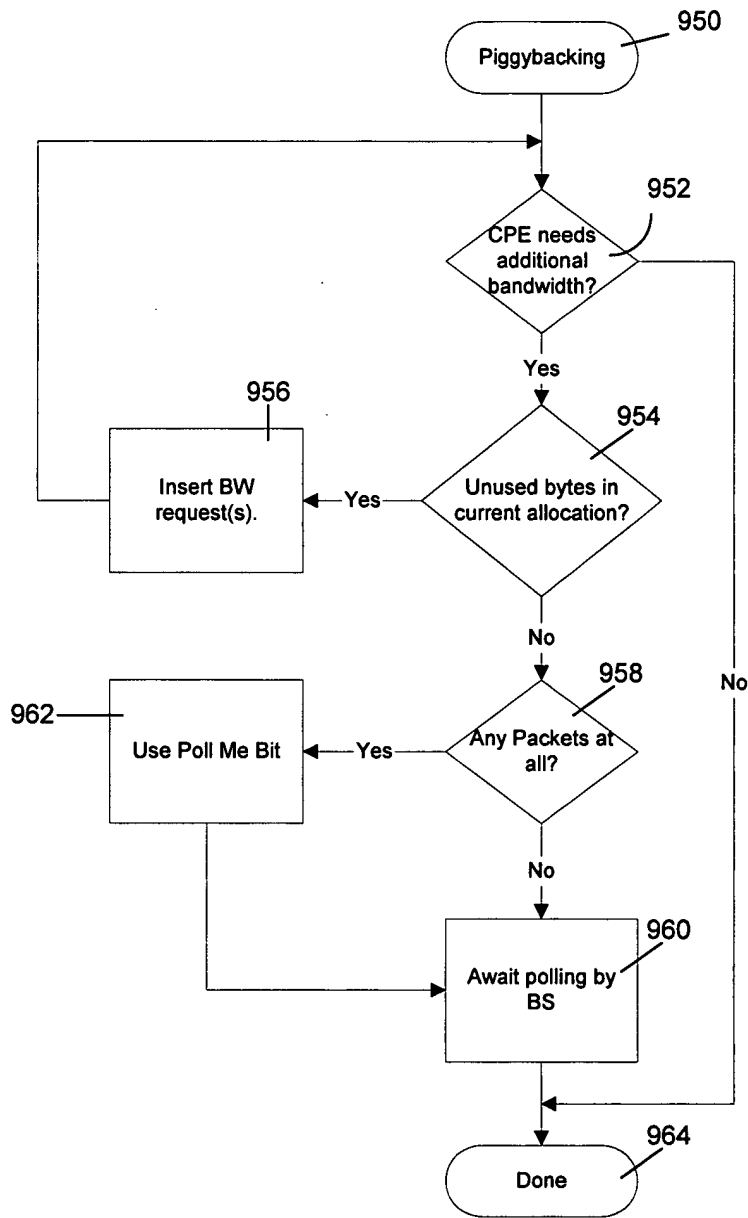 950
Piggybacking
952
CPE needs
additional
bandwidth?
Yes
956
954
Insert BW
request(s).
Yes
Unused bytes in
current allocation?
No
958
No
962
Use Poll Me Bit
Yes
Any Packets at
all?
No
960
Await polling by
BS
964
Done